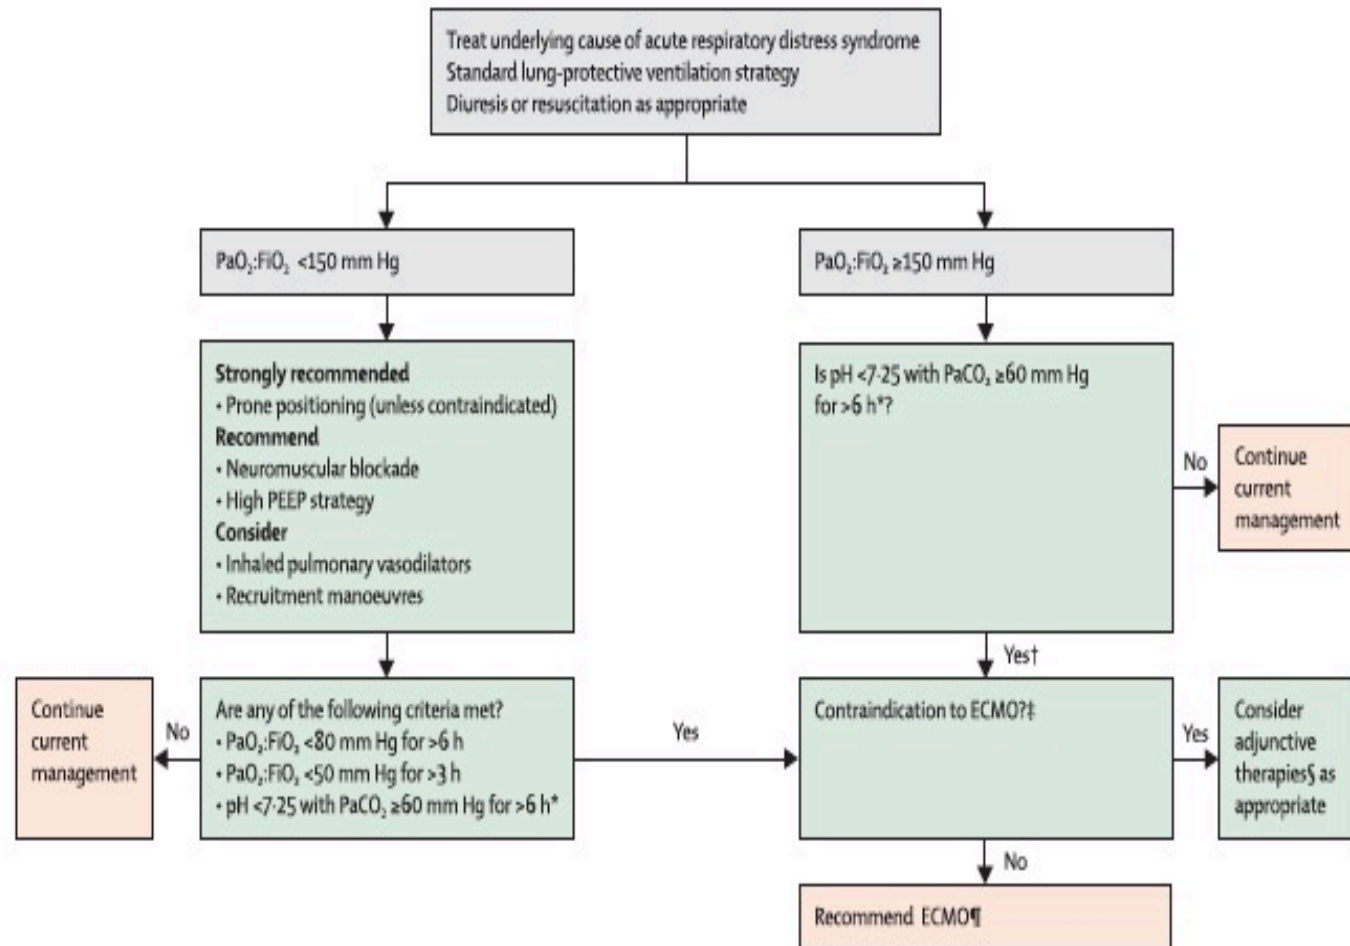 Treat underlying cause of acute respiratory distress syndrome
Standard lung-protective ventilation strategy
Diuresis or resuscitation as appropriate
PaO₂:FiO₂ <150 mm Hg
PaO₂:FiO₂ ≥150 mm Hg
Strongly recommended
• Prone positioning (unless contraindicated)
Recommend
• Neuromuscular blockade
• High PEEP strategy
Consider
• Inhaled pulmonary vasodilators
• Recruitment manoeuvres
Is pH <7·25 with PaCO₂ ≥60 mm Hg
for >6 h*?
No
Continue
current
management
Yes†
Continue
current
management
No
Are any of the following criteria met?
• PaO₂:FiO₂ <80 mm Hg for >6 h
• PaO₂:FiO₂ <50 mm Hg for >3 h
• pH <7·25 with PaCO₂ ≥60 mm Hg for >6 h*
Yes
Contraindication to ECMO?‡
Yes
Consider
adjunctive
therapies§ as
appropriate
No
Recommend ECMO¶